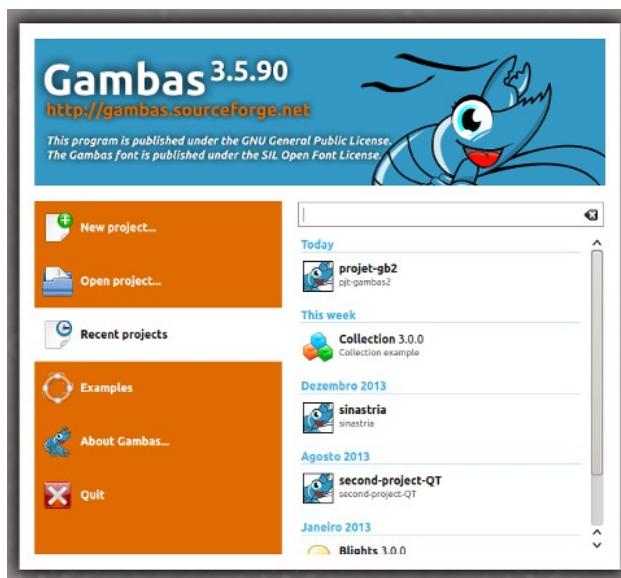 Gambas 3.5.90
http://gambas.sourceforge.net
This program is published under the GNU General Public License.
The Gambas font is published under the SIL Open Font License.
New project...
Open project...
Recent projects
Examples
About Gambas...
Quit
Today
projet-gb2
pjt-gambas2
This week
Collection 3.0.0
Collection example
Dezembro 2013
sinastria
sinastria
Agosto 2013
second-project-QT
second-project-QT
Janeiro 2013
Blights 3.0.0